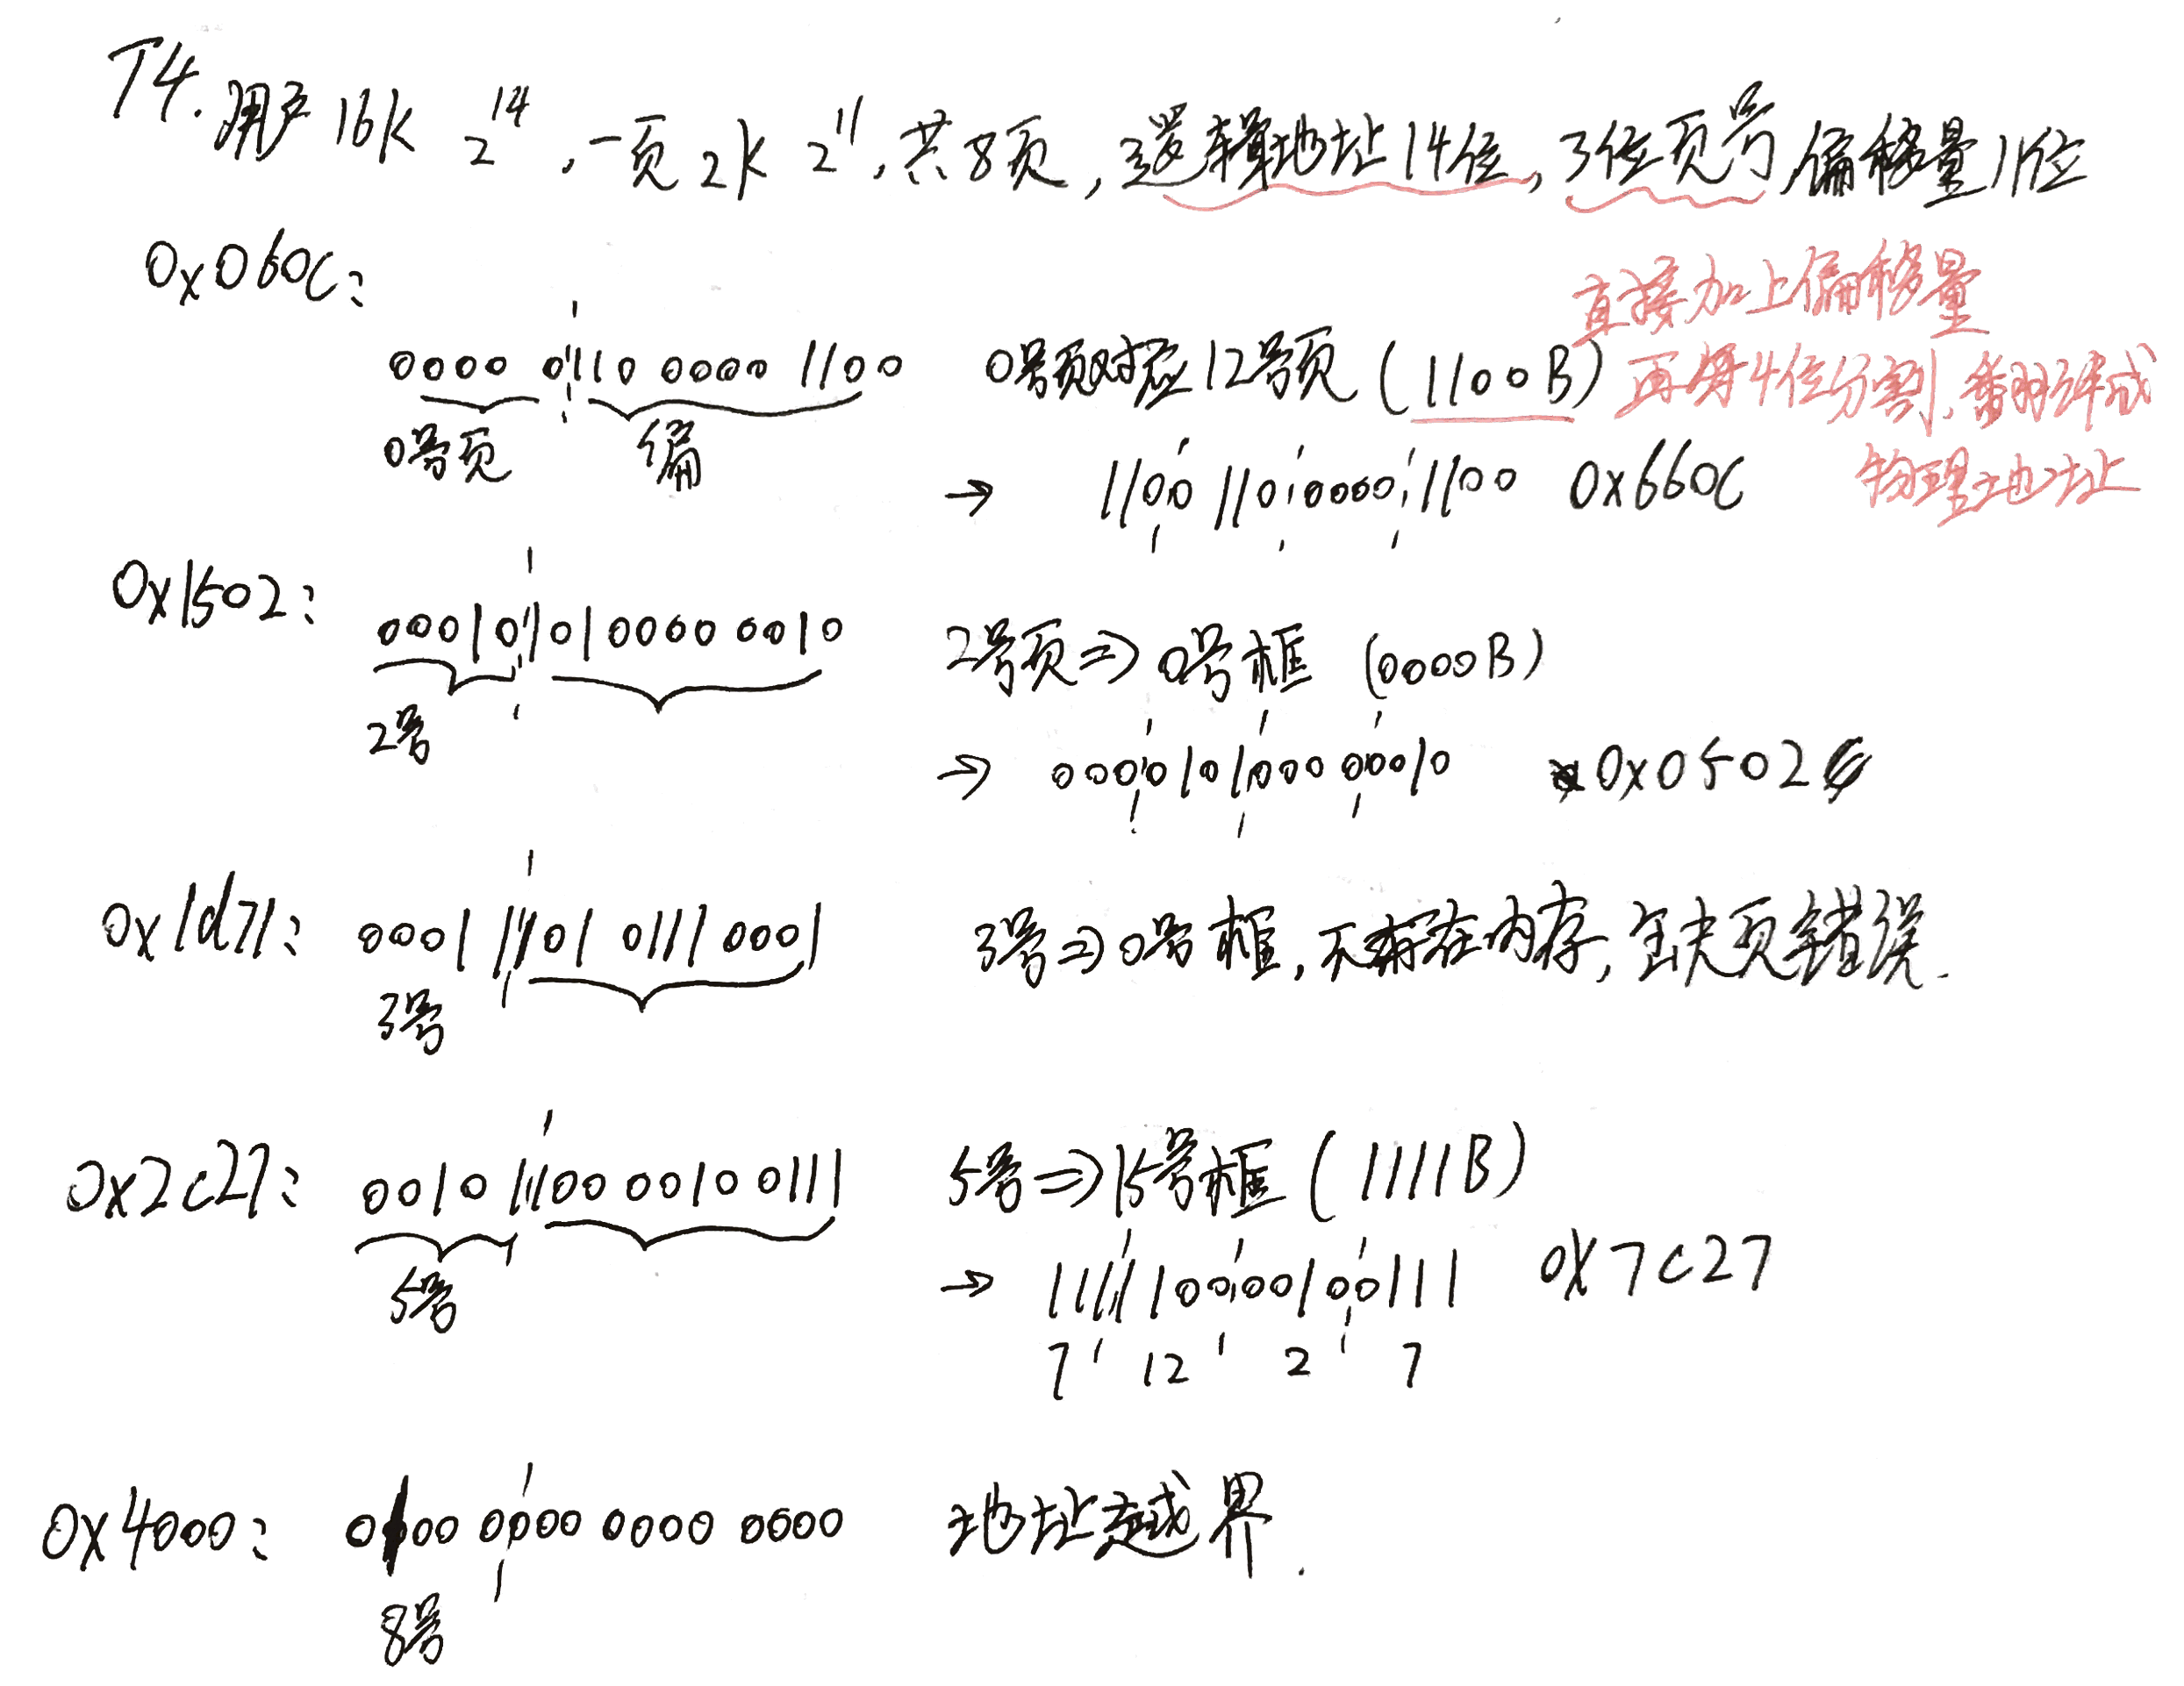 T4. 用户 16k 2^14, 一页 2k 2^11, 共8页, 逻辑地址14位, 3位页号, 偏移量11位
0x060C:
直接加上偏移量
0000 0110 0000 1100 0号页对应12号页 (1100B) 再每4位分割, 翻译成
0号页 偏
→ 1100 110 0000 1100 0x660C 物理地址
0x1502:
0001 0101 0000 0010 2号页⇒0号框 (0000B)
2号
→ 0000 101 0000 0010 0x0502
0x1d71: 0001 1101 0111 0001 3号⇒0号框, 不存在内存, 缺页错误.
3号
0x2c27: 0010 1100 0010 0111 5号⇒15号框 (1111B)
5号
→ 1111 100 0010 0111 0x7C27
7 12 2 7
0x4000: 0100 0000 0000 0000 地址越界.
8号